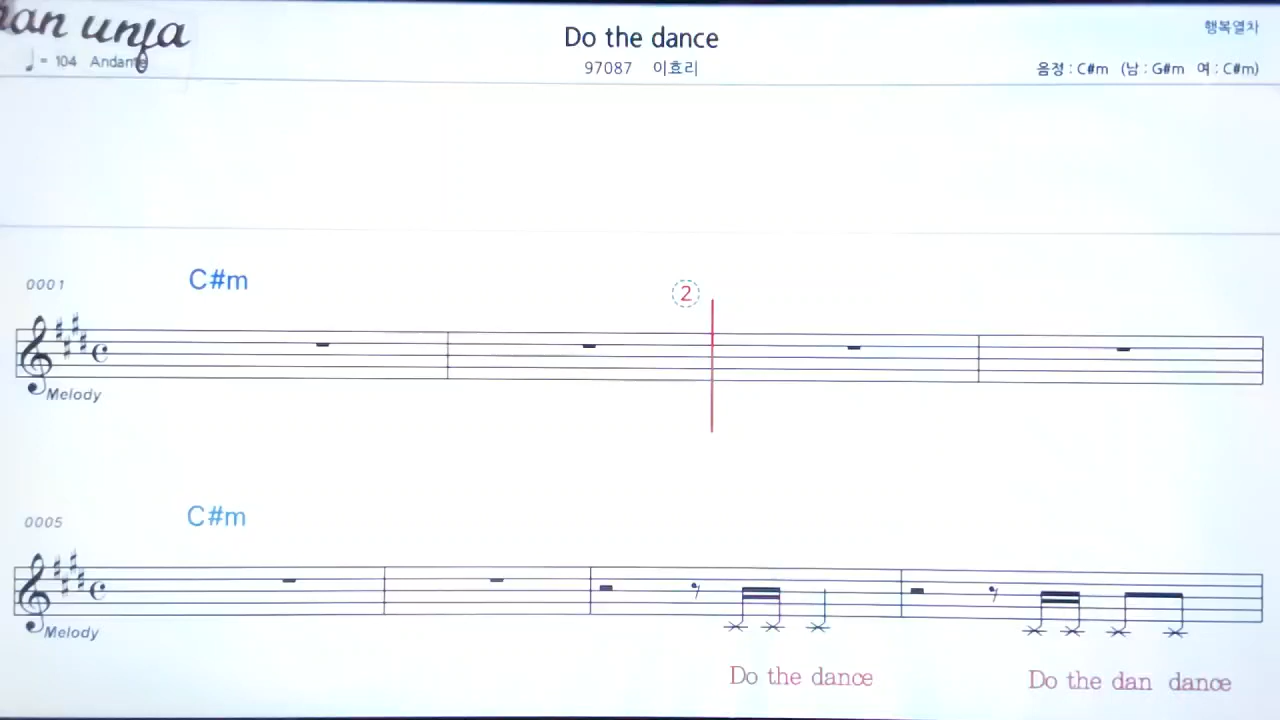 dan unja
Do the dance
행복열차
♩= 104 Andante
97087 이효리
음정 : C#m (남 : G#m 여 : C#m)
0001 C#m
2
Melody
0005 C#m
Melody
Do the dance Do the dan dance